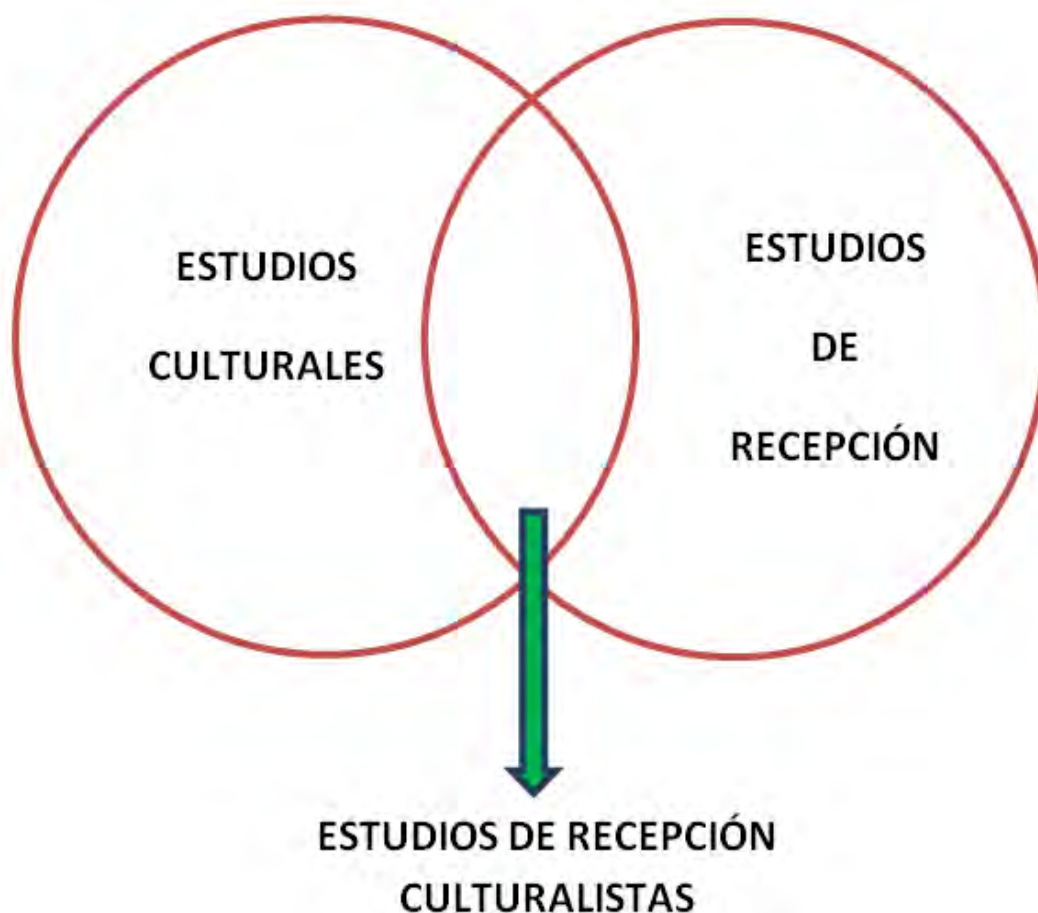 ESTUDIOS
CULTURALES
ESTUDIOS
DE
RECEPCIÓN
ESTUDIOS DE RECEPCIÓN
CULTURALISTAS